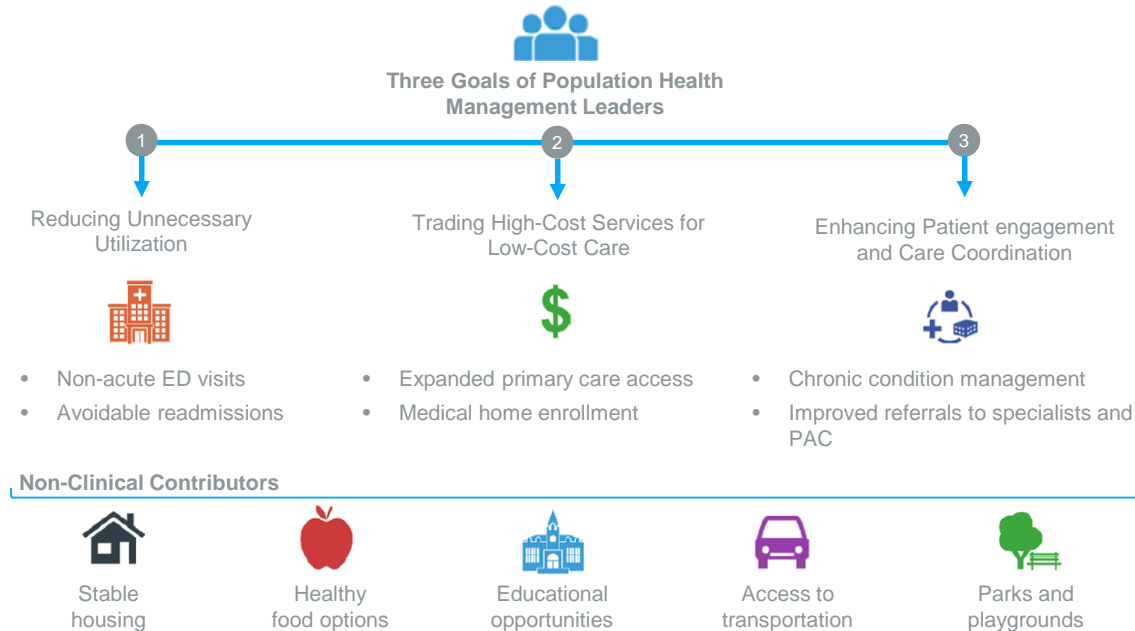 Three Goals of Population Health
Management Leaders
1
2
3
Reducing Unnecessary
Utilization
Trading High-Cost Services for
Low-Cost Care
Enhancing Patient engagement
and Care Coordination
$
• Non-acute ED visits
• Avoidable readmissions
• Expanded primary care access
• Medical home enrollment
• Chronic condition management
• Improved referrals to specialists and
PAC
Non-Clinical Contributors
Stable
housing
Healthy
food options
Educational
opportunities
Access to
transportation
Parks and
playgrounds